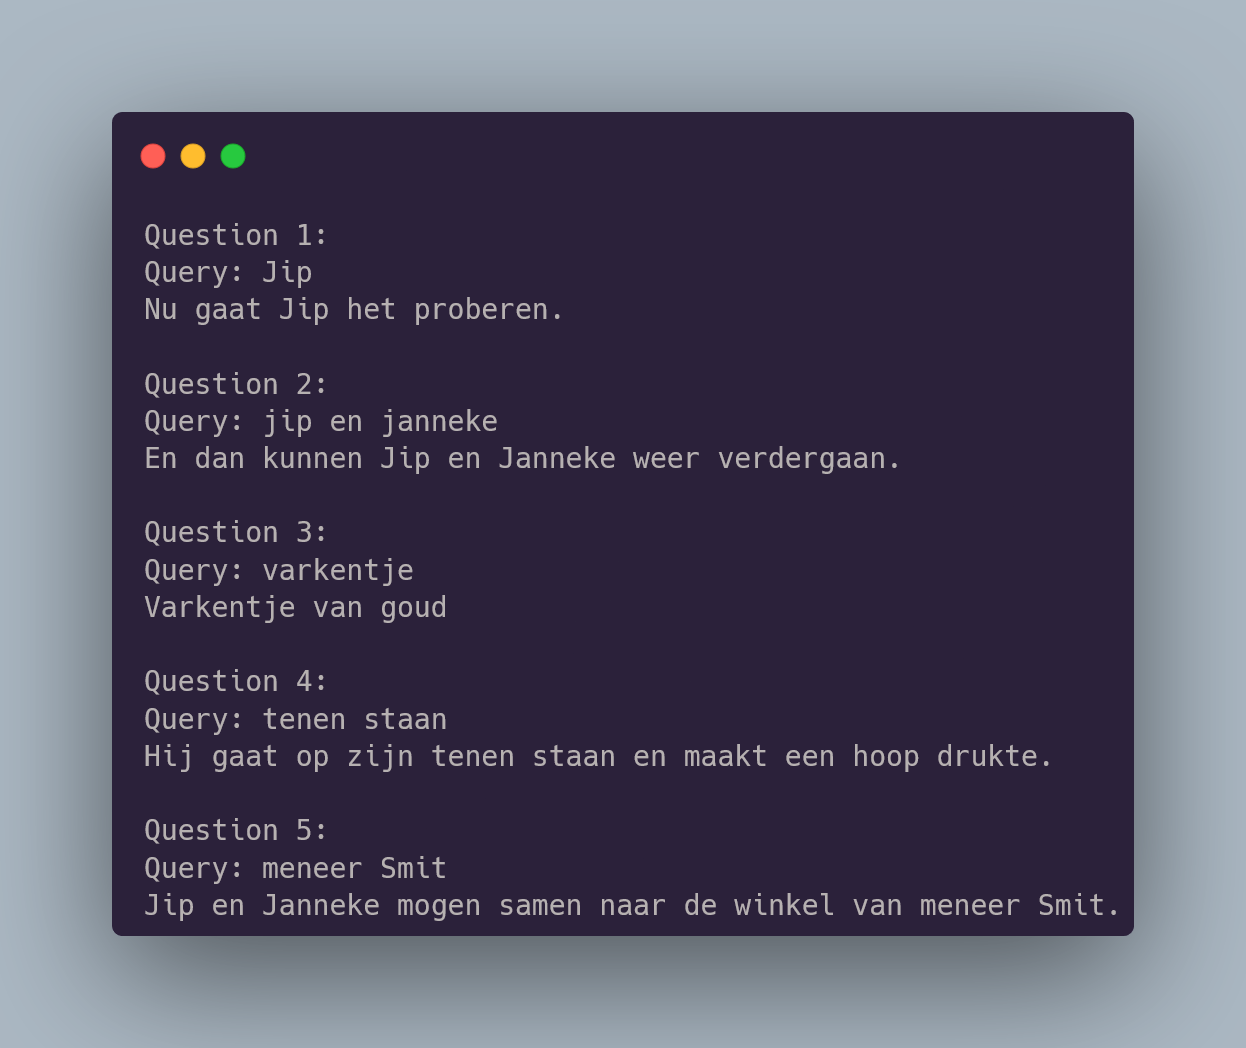 Question 1:
Query: Jip
Nu gaat Jip het proberen.
Question 2:
Query: jip en janneke
En dan kunnen Jip en Janneke weer verdergaan.
Question 3:
Query: varkentje
Varkentje van goud
Question 4:
Query: tenen staan
Hij gaat op zijn tenen staan en maakt een hoop drukte.
Question 5:
Query: meneer Smit
Jip en Janneke mogen samen naar de winkel van meneer Smit.